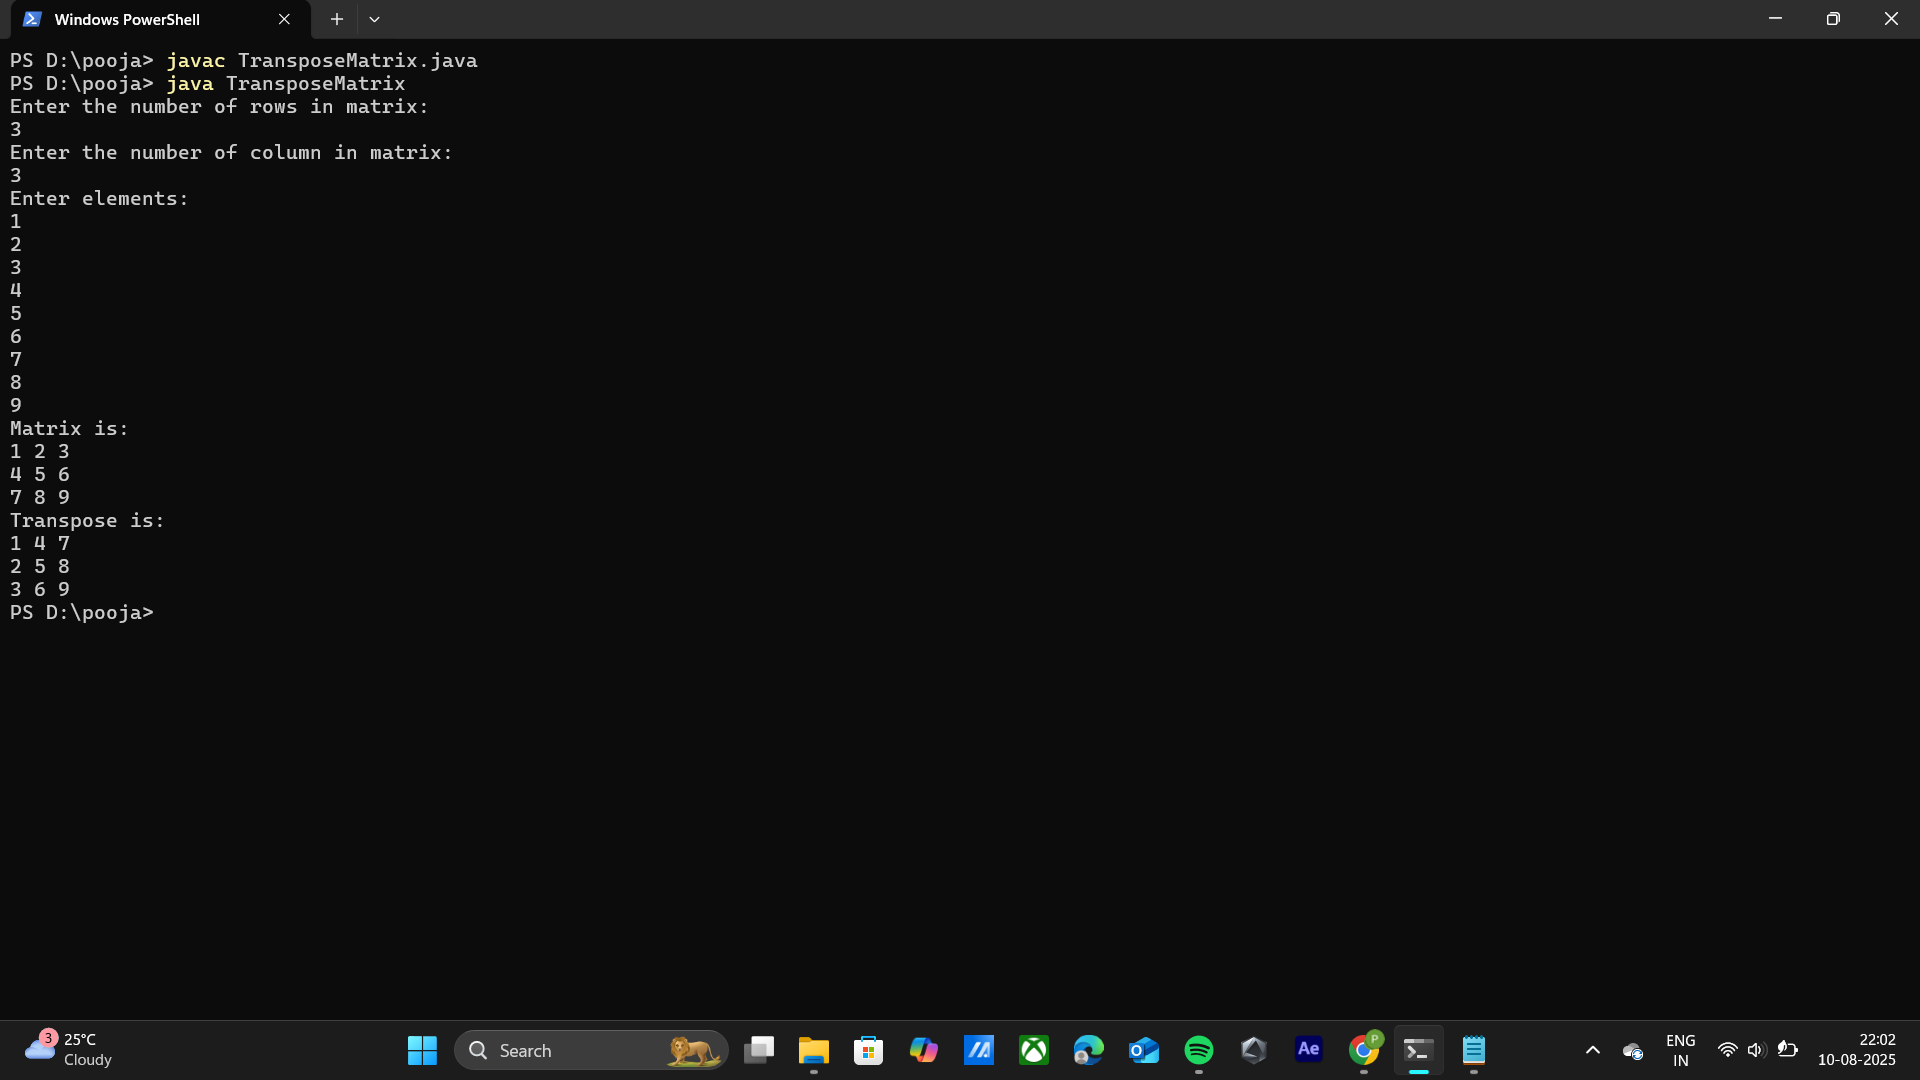 Windows PowerShell
PS D:\pooja> javac TransposeMatrix.java
PS D:\pooja> java TransposeMatrix
Enter the number of rows in matrix:
3
Enter the number of column in matrix:
3
Enter elements:
1
2
3
4
5
6
7
8
9
Matrix is:
1 2 3
4 5 6
7 8 9
Transpose is:
1 4 7
2 5 8
3 6 9
PS D:\pooja>
3
25°C
Cloudy
Search
Ae
P
ENG
IN
22:02
10-08-2025